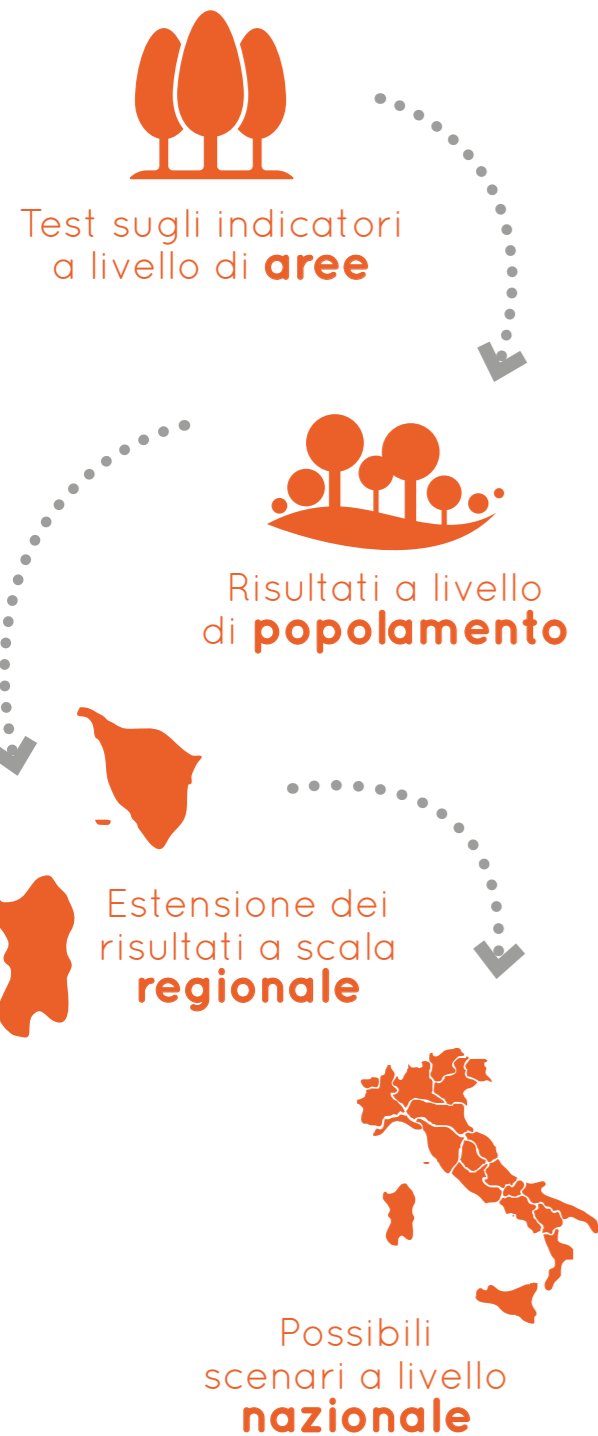 Test sugli indicatori
a livello di aree
Risultati a livello
di popolamento
Estensione dei
risultati a scala
regionale
Possibili
scenari a livello
nazionale